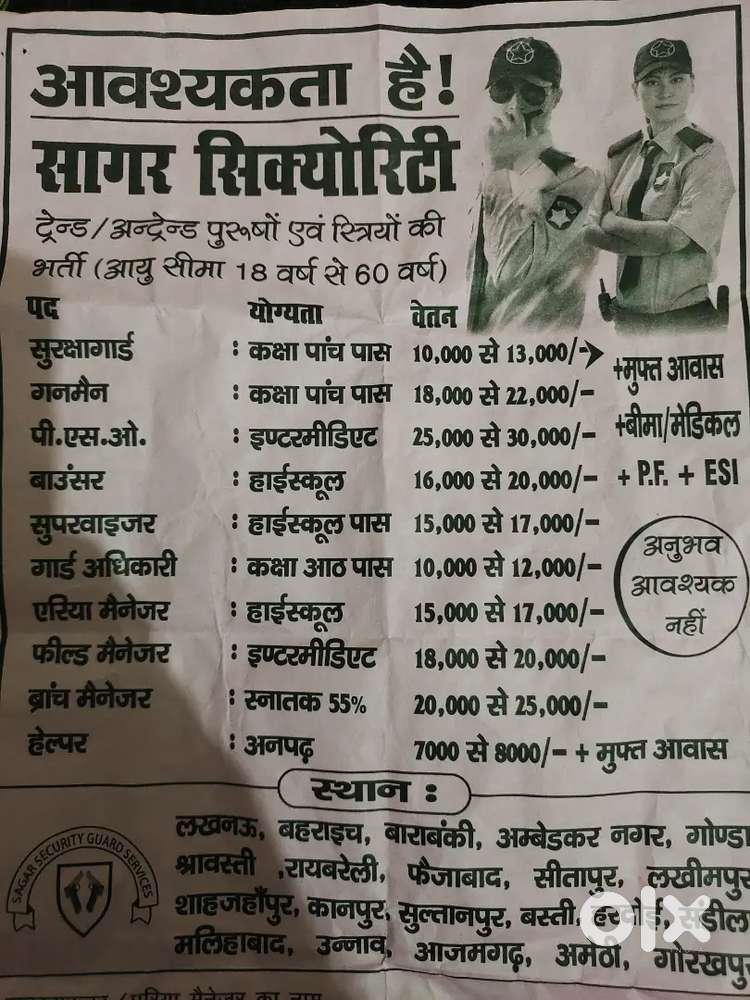 आवश्यकता है!
सागर सिक्योरिटी
ट्रेन्ड/अन्ट्रेन्ड पुरूषों एवं स्त्रियों की
भर्ती (आयु सीमा 18 वर्ष से 60 वर्ष)
पद योग्यता वेतन
सुरक्षागार्ड : कक्षा पांच पास 10,000 से 13,000/-
गनमैन : कक्षा पांच पास 18,000 से 22,000/-
पी.एस.ओ. : इण्टरमीडिएट 25,000 से 30,000/-
बाउंसर : हाईस्कूल 16,000 से 20,000/-
सुपरवाइजर : हाईस्कूल पास 15,000 से 17,000/-
गार्ड अधिकारी : कक्षा आठ पास 10,000 से 12,000/-
एरिया मैनेजर : हाईस्कूल 15,000 से 17,000/-
फील्ड मैनेजर : इण्टरमीडिएट 18,000 से 20,000/-
ब्रांच मैनेजर : स्नातक 55% 20,000 से 25,000/-
हेल्पर : अनपढ़ 7000 से 8000/- + मुफ्त आवास
+मुफ्त आवास
+बीमा/मेडिकल
+ P.F. + ESI
अनुभव
आवश्यक
नहीं
स्थान :
SAGAR SECURITY GUARD SERVICES
लखनऊ, बहराइच, बाराबंकी, अम्बेडकर नगर, गोण्डा
श्रावस्ती ,रायबरेली, फैजाबाद, सीतापुर, लखीमपुर
शाहजहाँपुर, कानपुर, सुल्तानपुर, बस्ती, हरदोई, संडील
मलिहाबाद, उन्नाव, आजमगढ़, अमेठी, गोरखपु
olx